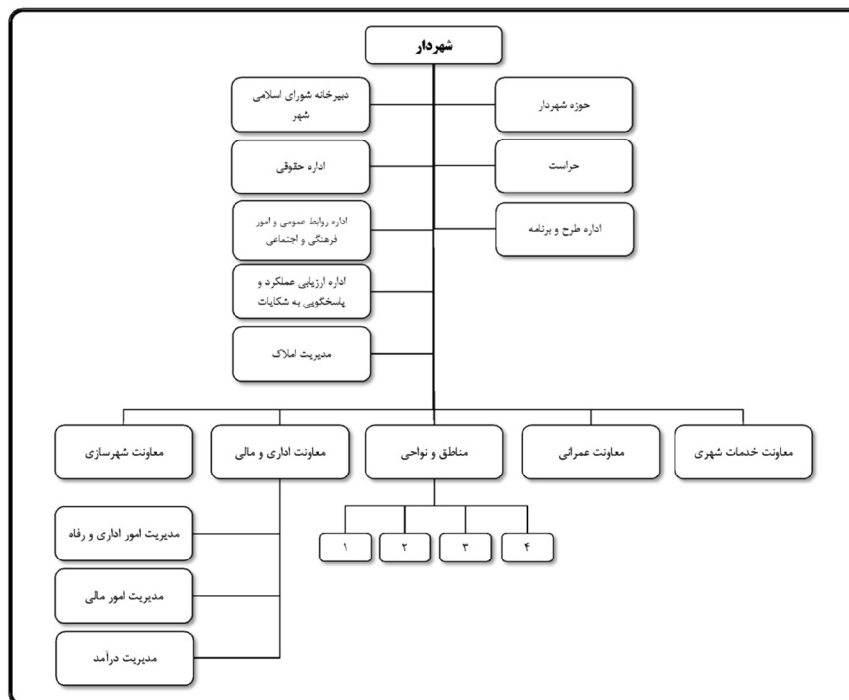 شهردار
حوزه شهردار
دبیرخانه شورای اسلامی
شهر
حراست
اداره حقوقی
اداره طرح و برنامه
اداره روابط عمومی و امور
فرهنگی و اجتماعی
اداره ارزیابی عملکرد و
پاسخگویی به شکایات
مدیریت املاک
معاونت خدمات شهری
معاونت عمرانی
مناطق و نواحی
معاونت اداری و مالی
معاونت شهرسازی
۴
۳
۲
۱
مدیریت امور اداری و رفاه
مدیریت امور مالی
مدیریت درآمد